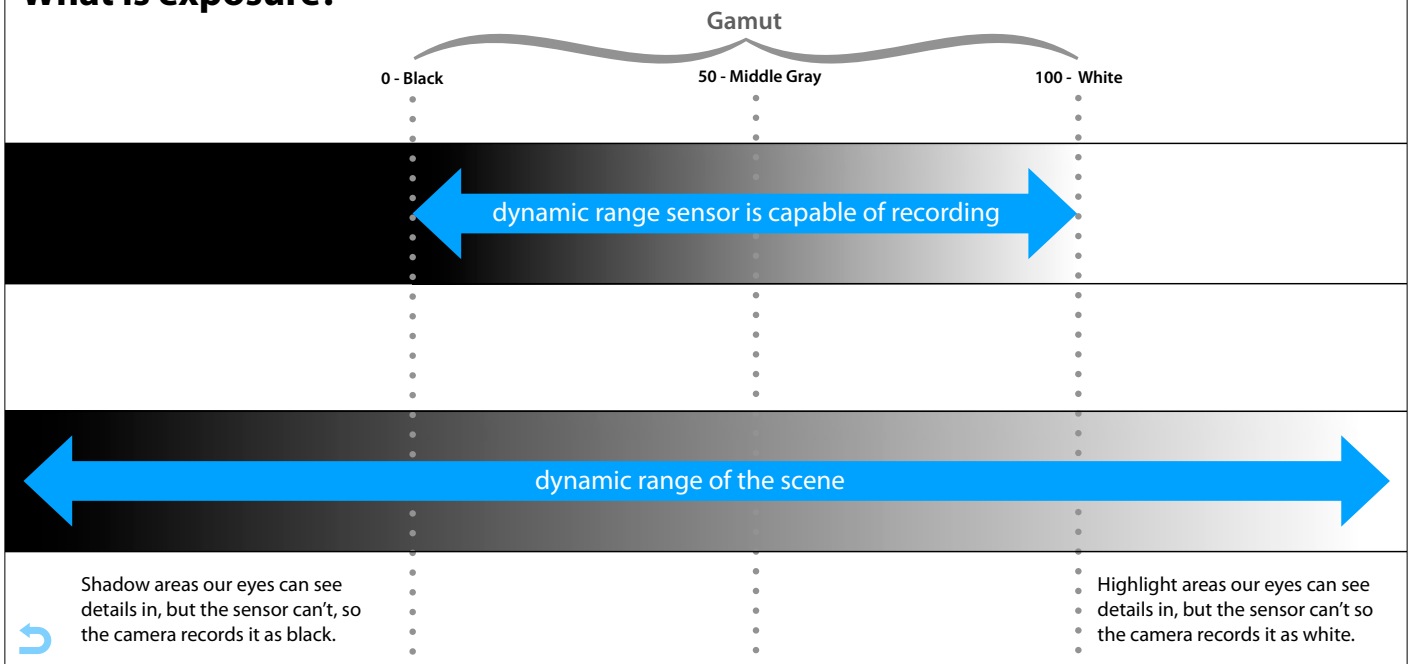 What is exposure?
Gamut
0 - Black
50 - Middle Gray
100 - White
dynamic range sensor is capable of recording
dynamic range of the scene
Shadow areas our eyes can see
details in, but the sensor can't, so
the camera records it as black.
Highlight areas our eyes can see
details in, but the sensor can't so
the camera records it as white.